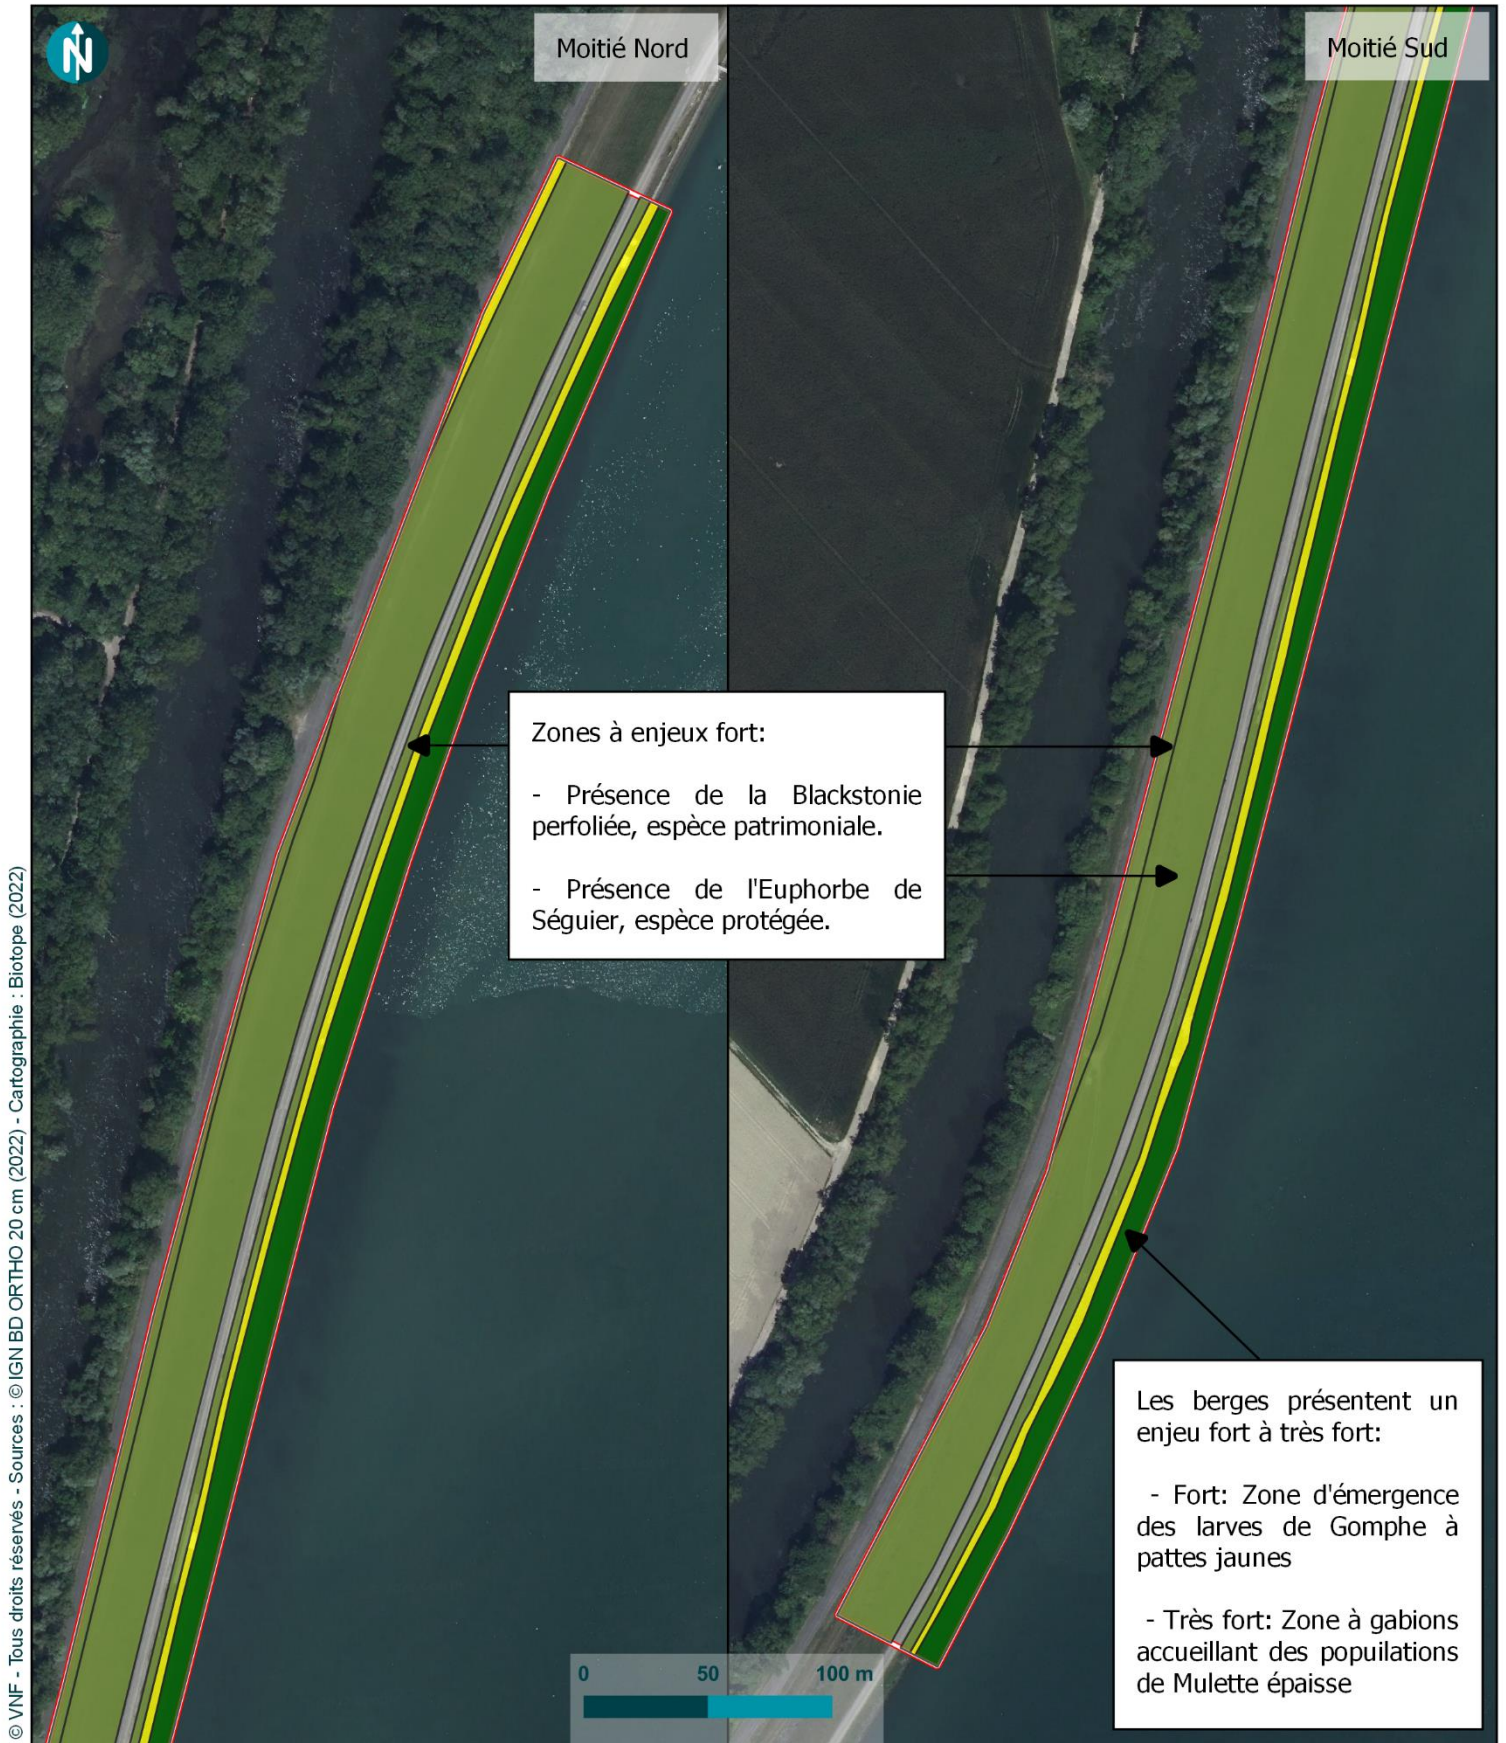 N
Moitié Nord
Moitié Sud
Zones à enjeux fort:
- Présence de la Blackstonie
perfoliée, espèce patrimoniale.
- Présence de l'Euphorbe de
Séguier, espèce protégée.
Les berges présentent un
enjeu fort à très fort:
- Fort: Zone d'émergence
des larves de Gomphe à
pattes jaunes
- Très fort: Zone à gabions
accueillant des popuilations
de Mulette épaisse
0 50 100 m
© VNF - Tous droits réservés - Sources : © IGN BD ORTHO 20 cm (2022) - Cartographie : Biotope (2022)